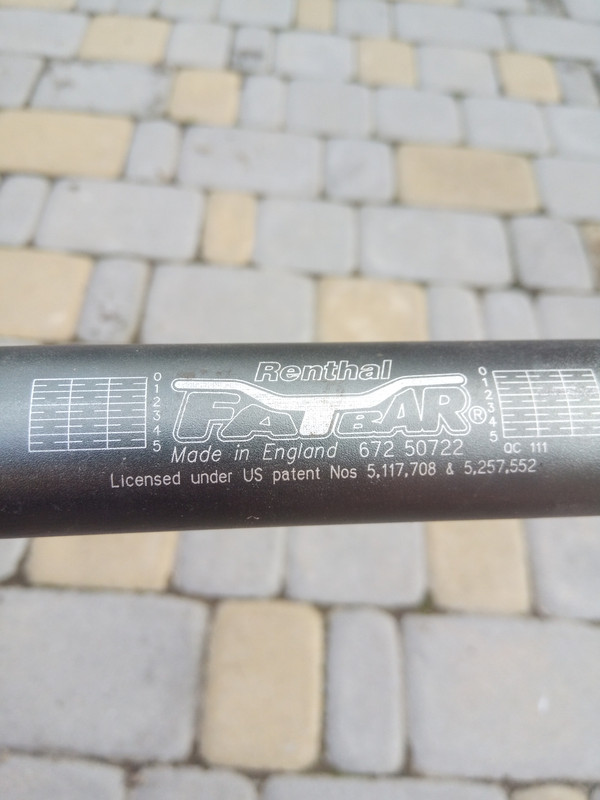 Renthal
FATBAR®
Made in England 672 50722
Licensed under US patent Nos 5,117,708 & 5,257,552
0
1
2
3
4
5
0
1
2
3
4
5
QC 111